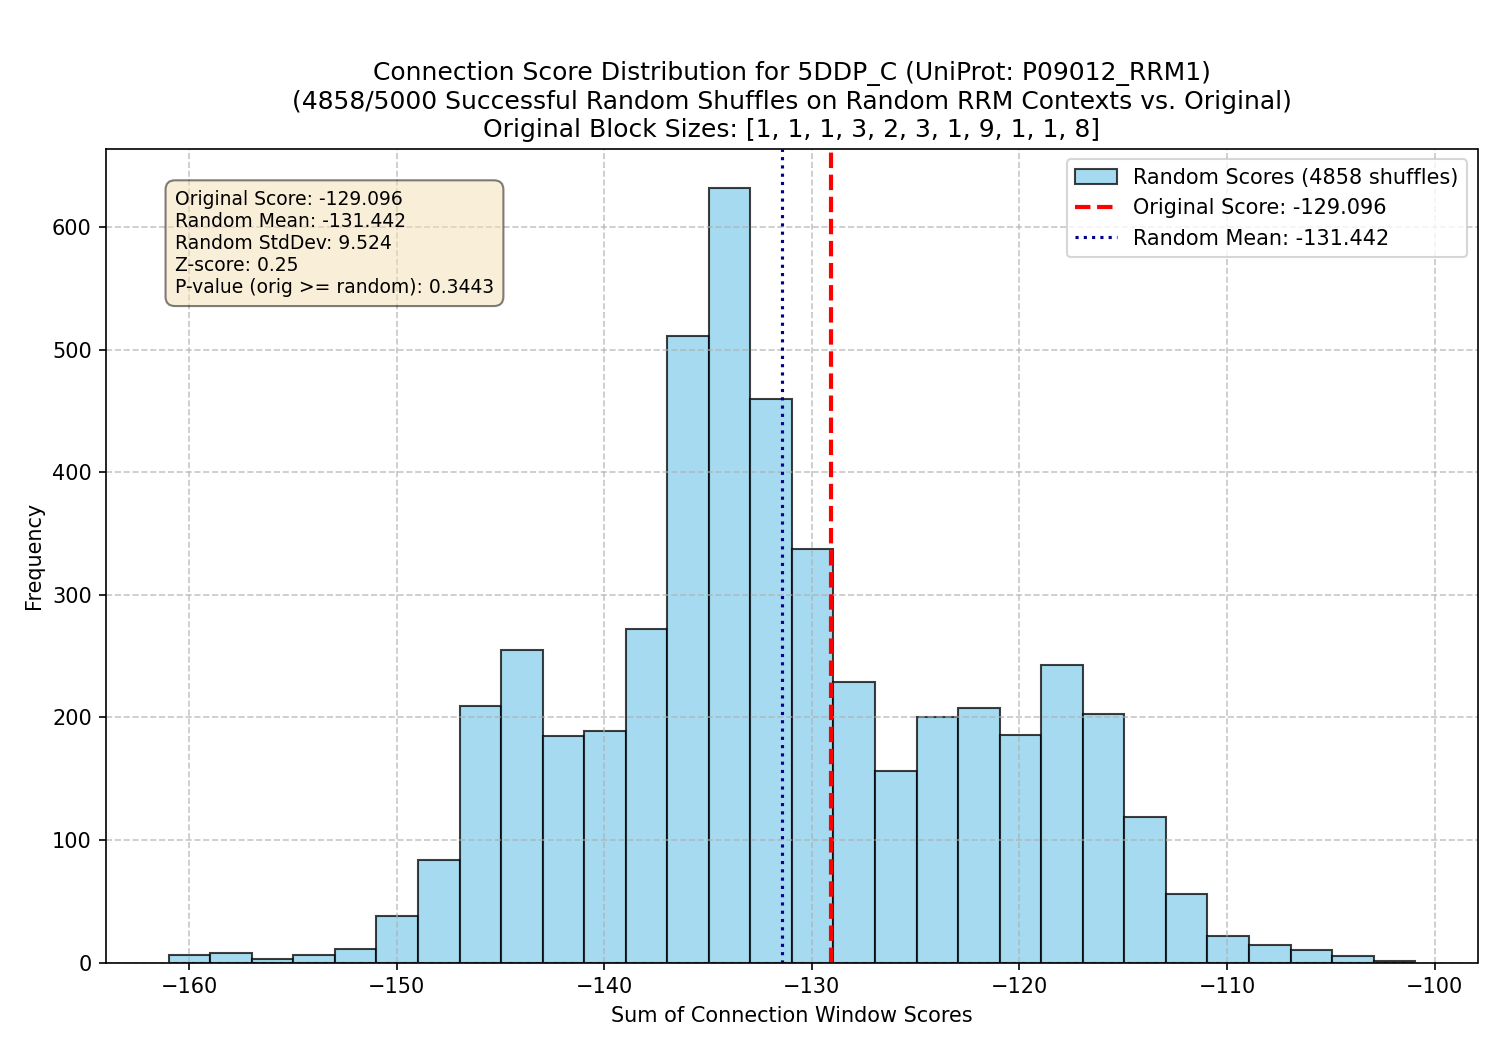 Connection Score Distribution for 5DDP_C (UniProt: P09012_RRM1)
(4858/5000 Successful Random Shuffles on Random RRM Contexts vs. Original)
Original Block Sizes: [1, 1, 1, 3, 2, 3, 1, 9, 1, 1, 8]
Original Score: -129.096
Random Mean: -131.442
Random StdDev: 9.524
Z-score: 0.25
P-value (orig >= random): 0.3443
Random Scores (4858 shuffles)
Original Score: -129.096
Random Mean: -131.442
Frequency
600
500
400
300
200
100
0
−160
−150
−140
−130
−120
−110
−100
Sum of Connection Window Scores